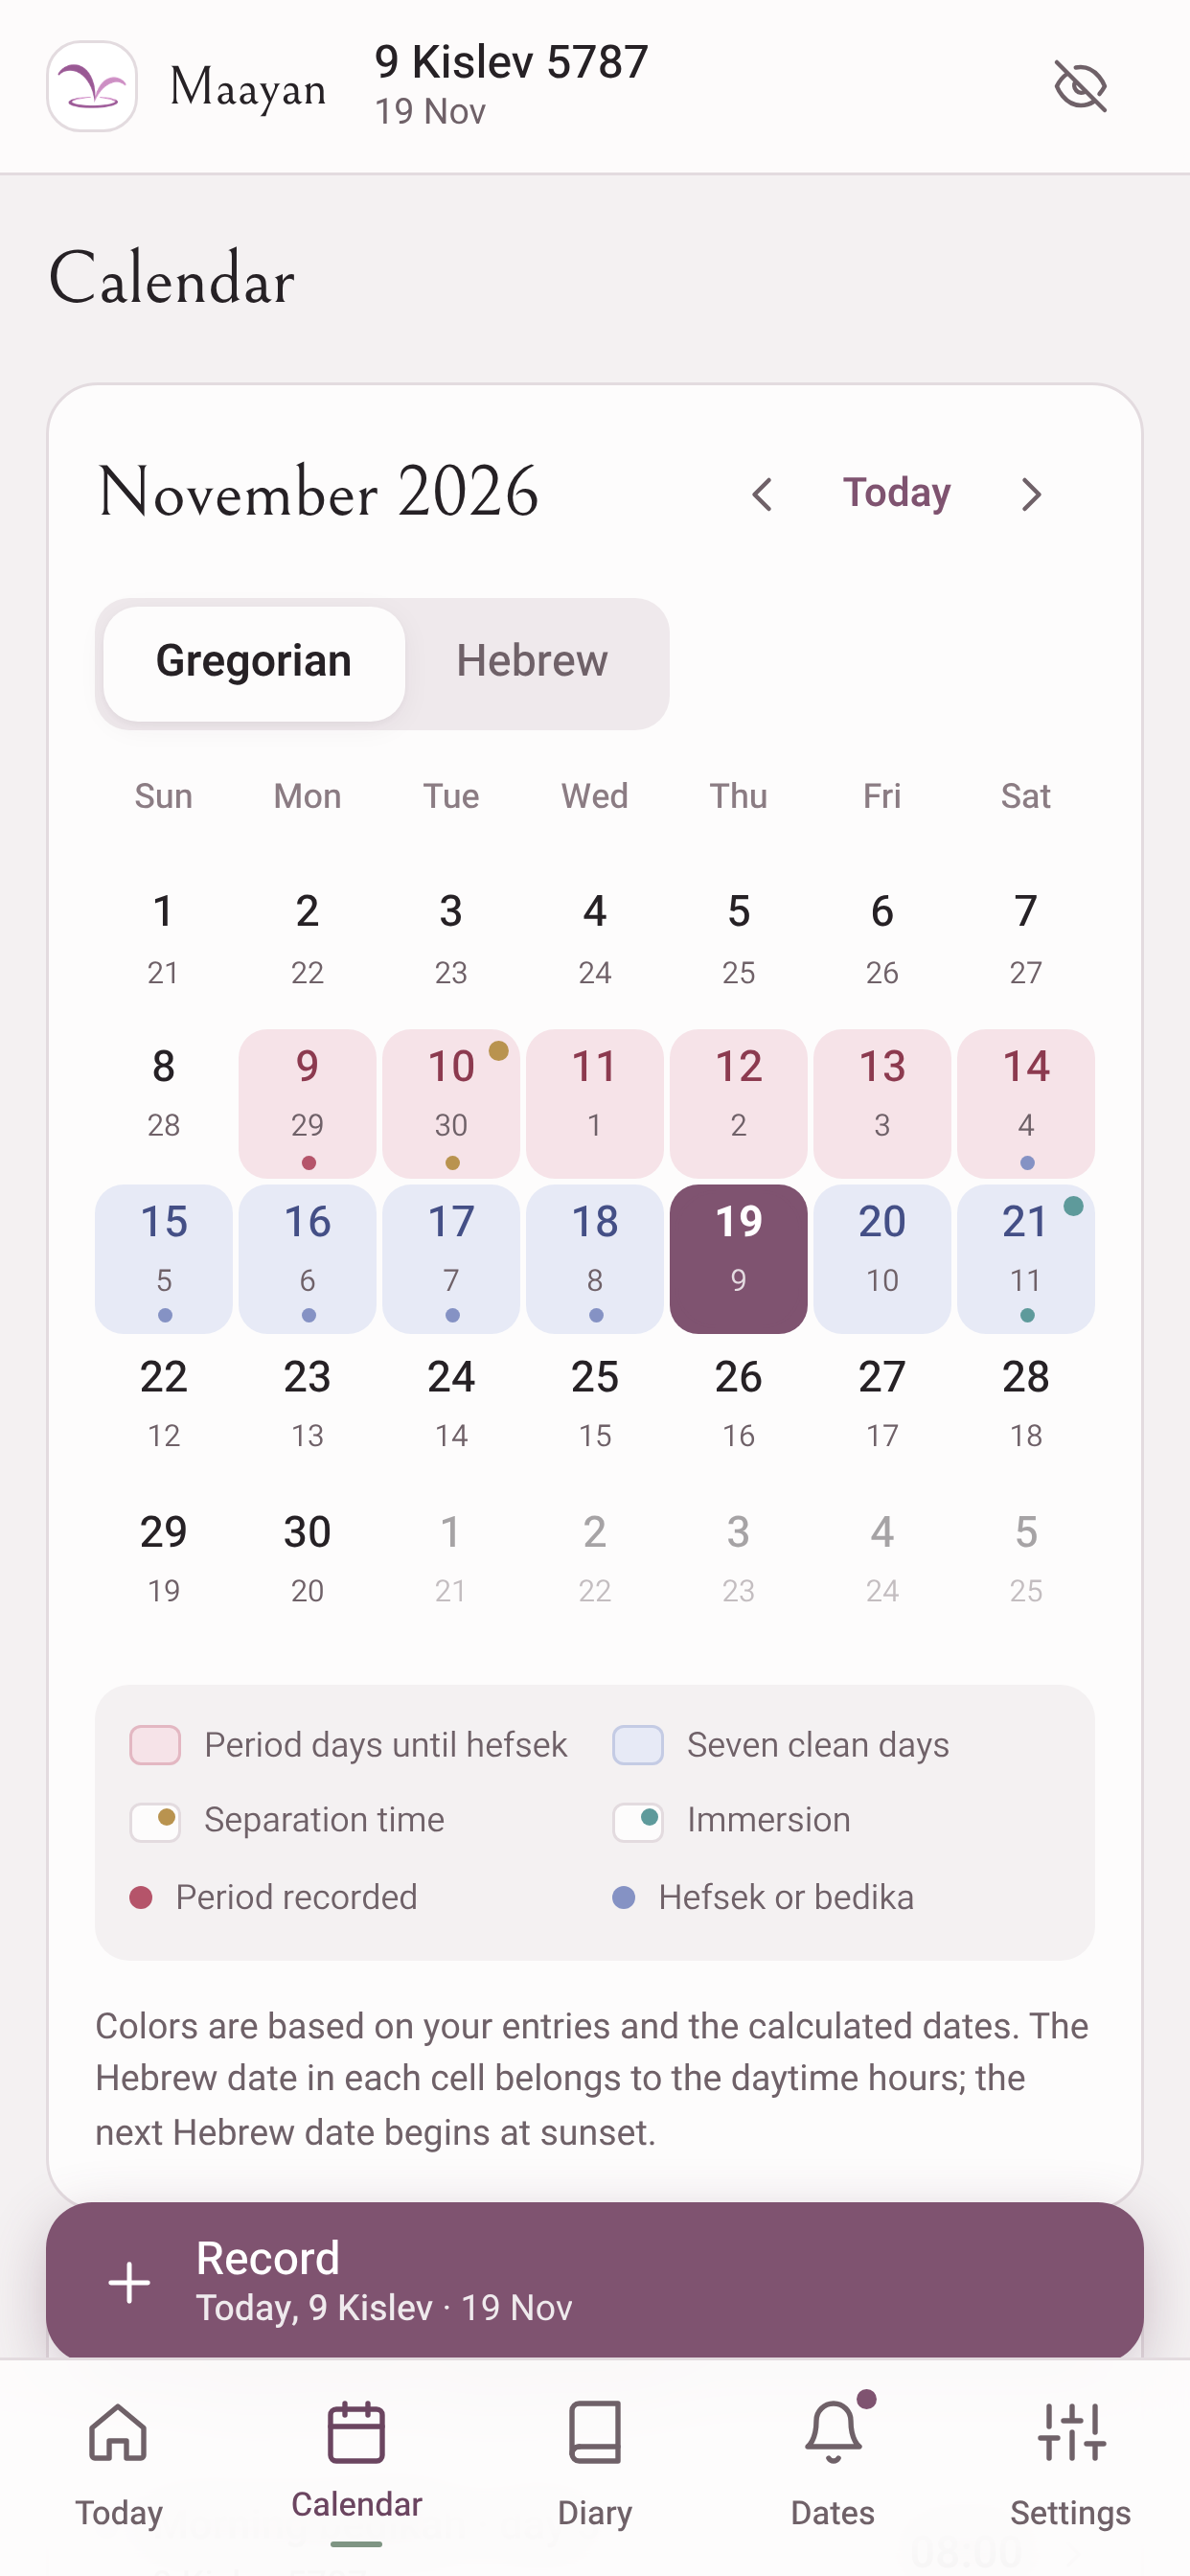 Maayan
9 Kislev 5787
19 Nov
Calendar
November 2026
Today
Gregorian Hebrew
Sun Mon Tue Wed Thu Fri Sat
1 2 3 4 5 6 7
21 22 23 24 25 26 27
8 9 10 11 12 13 14
28 29 30 1 2 3 4
15 16 17 18 19 20 21
5 6 7 8 9 10 11
22 23 24 25 26 27 28
12 13 14 15 16 17 18
29 30 1 2 3 4 5
19 20 21 22 23 24 25
Period days until hefsek Seven clean days
Separation time Immersion
Period recorded Hefsek or bedika
Colors are based on your entries and the calculated dates. The
Hebrew date in each cell belongs to the daytime hours; the
next Hebrew date begins at sunset.
Record
Today, 9 Kislev · 19 Nov
Today Calendar Diary Dates Settings
08:00